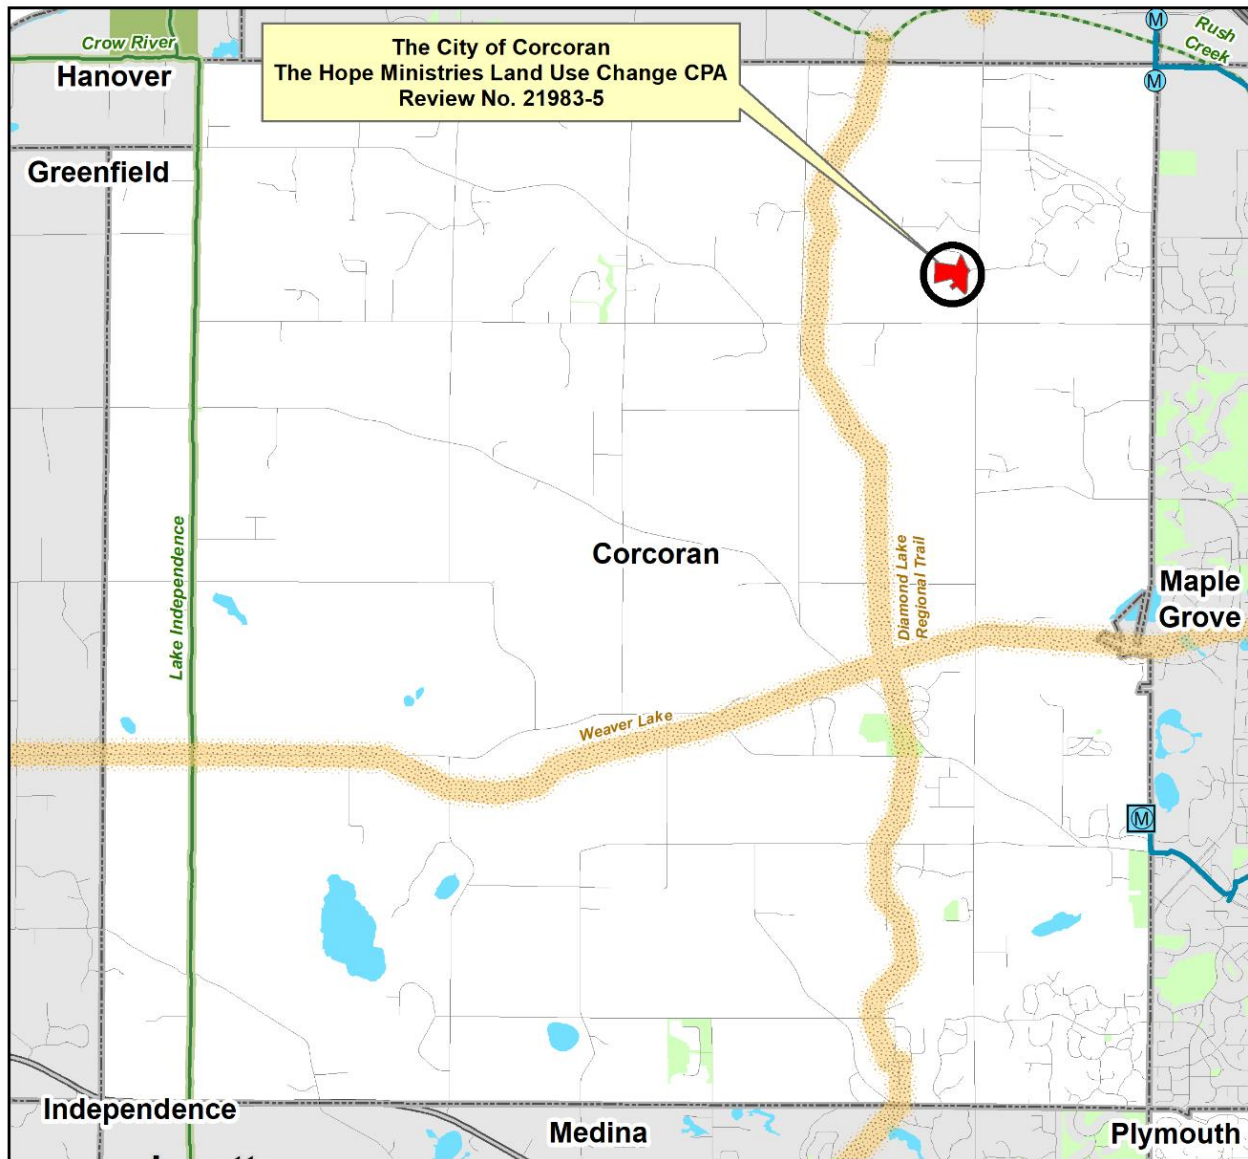 Crow River
Hanover
The City of Corcoran
The Hope Ministries Land Use Change CPA
Review No. 21983-5
M
Rush
Creek
M
Greenfield
Lake Independence
Corcoran
Diamond Lake
Regional Trail
Maple
Grove
Weaver Lake
M
Independence
Medina
Plymouth